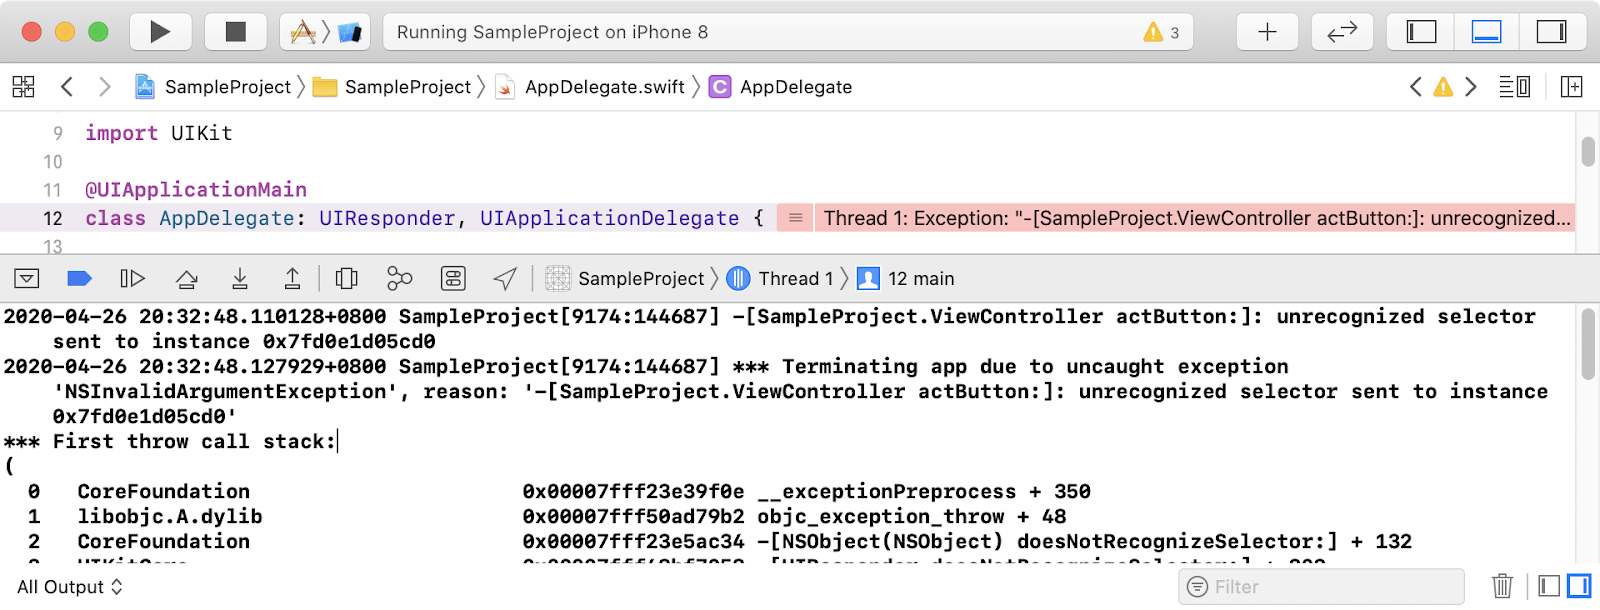 Running SampleProject on iPhone 8
3
SampleProject
SampleProject
AppDelegate.swift
C AppDelegate
9 import UIKit
10
11 @UIApplicationMain
12 class AppDelegate: UIResponder, UIApplicationDelegate {
Thread 1: Exception: "-[SampleProject.ViewController actButton:]: unrecognized...
13
SampleProject
Thread 1
12 main
2020-04-26 20:32:48.110128+0800 SampleProject[9174:144687] -[SampleProject.ViewController actButton:]: unrecognized selector
sent to instance 0x7fd0e1d05cd0
2020-04-26 20:32:48.127929+0800 SampleProject[9174:144687] *** Terminating app due to uncaught exception
'NSInvalidArgumentException', reason: '-[SampleProject.ViewController actButton:]: unrecognized selector sent to instance
0x7fd0e1d05cd0'
*** First throw call stack:
(
0 CoreFoundation 0x00007fff23e39f0e __exceptionPreprocess + 350
1 libobjc.A.dylib 0x00007fff50ad79b2 objc_exception_throw + 48
2 CoreFoundation 0x00007fff23e5ac34 -[NSObject(NSObject) doesNotRecognizeSelector:] + 132
All Output
Filter